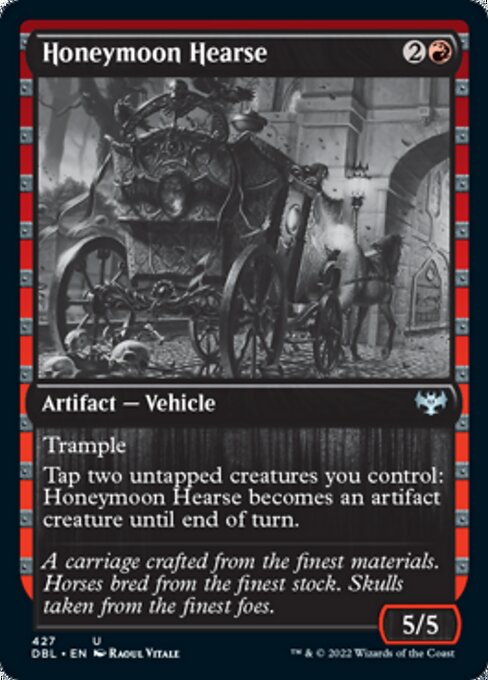 Honeymoon Hearse 2
Artifact — Vehicle
Trample
Tap two untapped creatures you control:
Honeymoon Hearse becomes an artifact
creature until end of turn.
A carriage crafted from the finest materials.
Horses bred from the finest stock. Skulls
taken from the finest foes.
5/5
427 U
DBL • EN Raoul Vitale
™ & © 2022 Wizards of the Coast